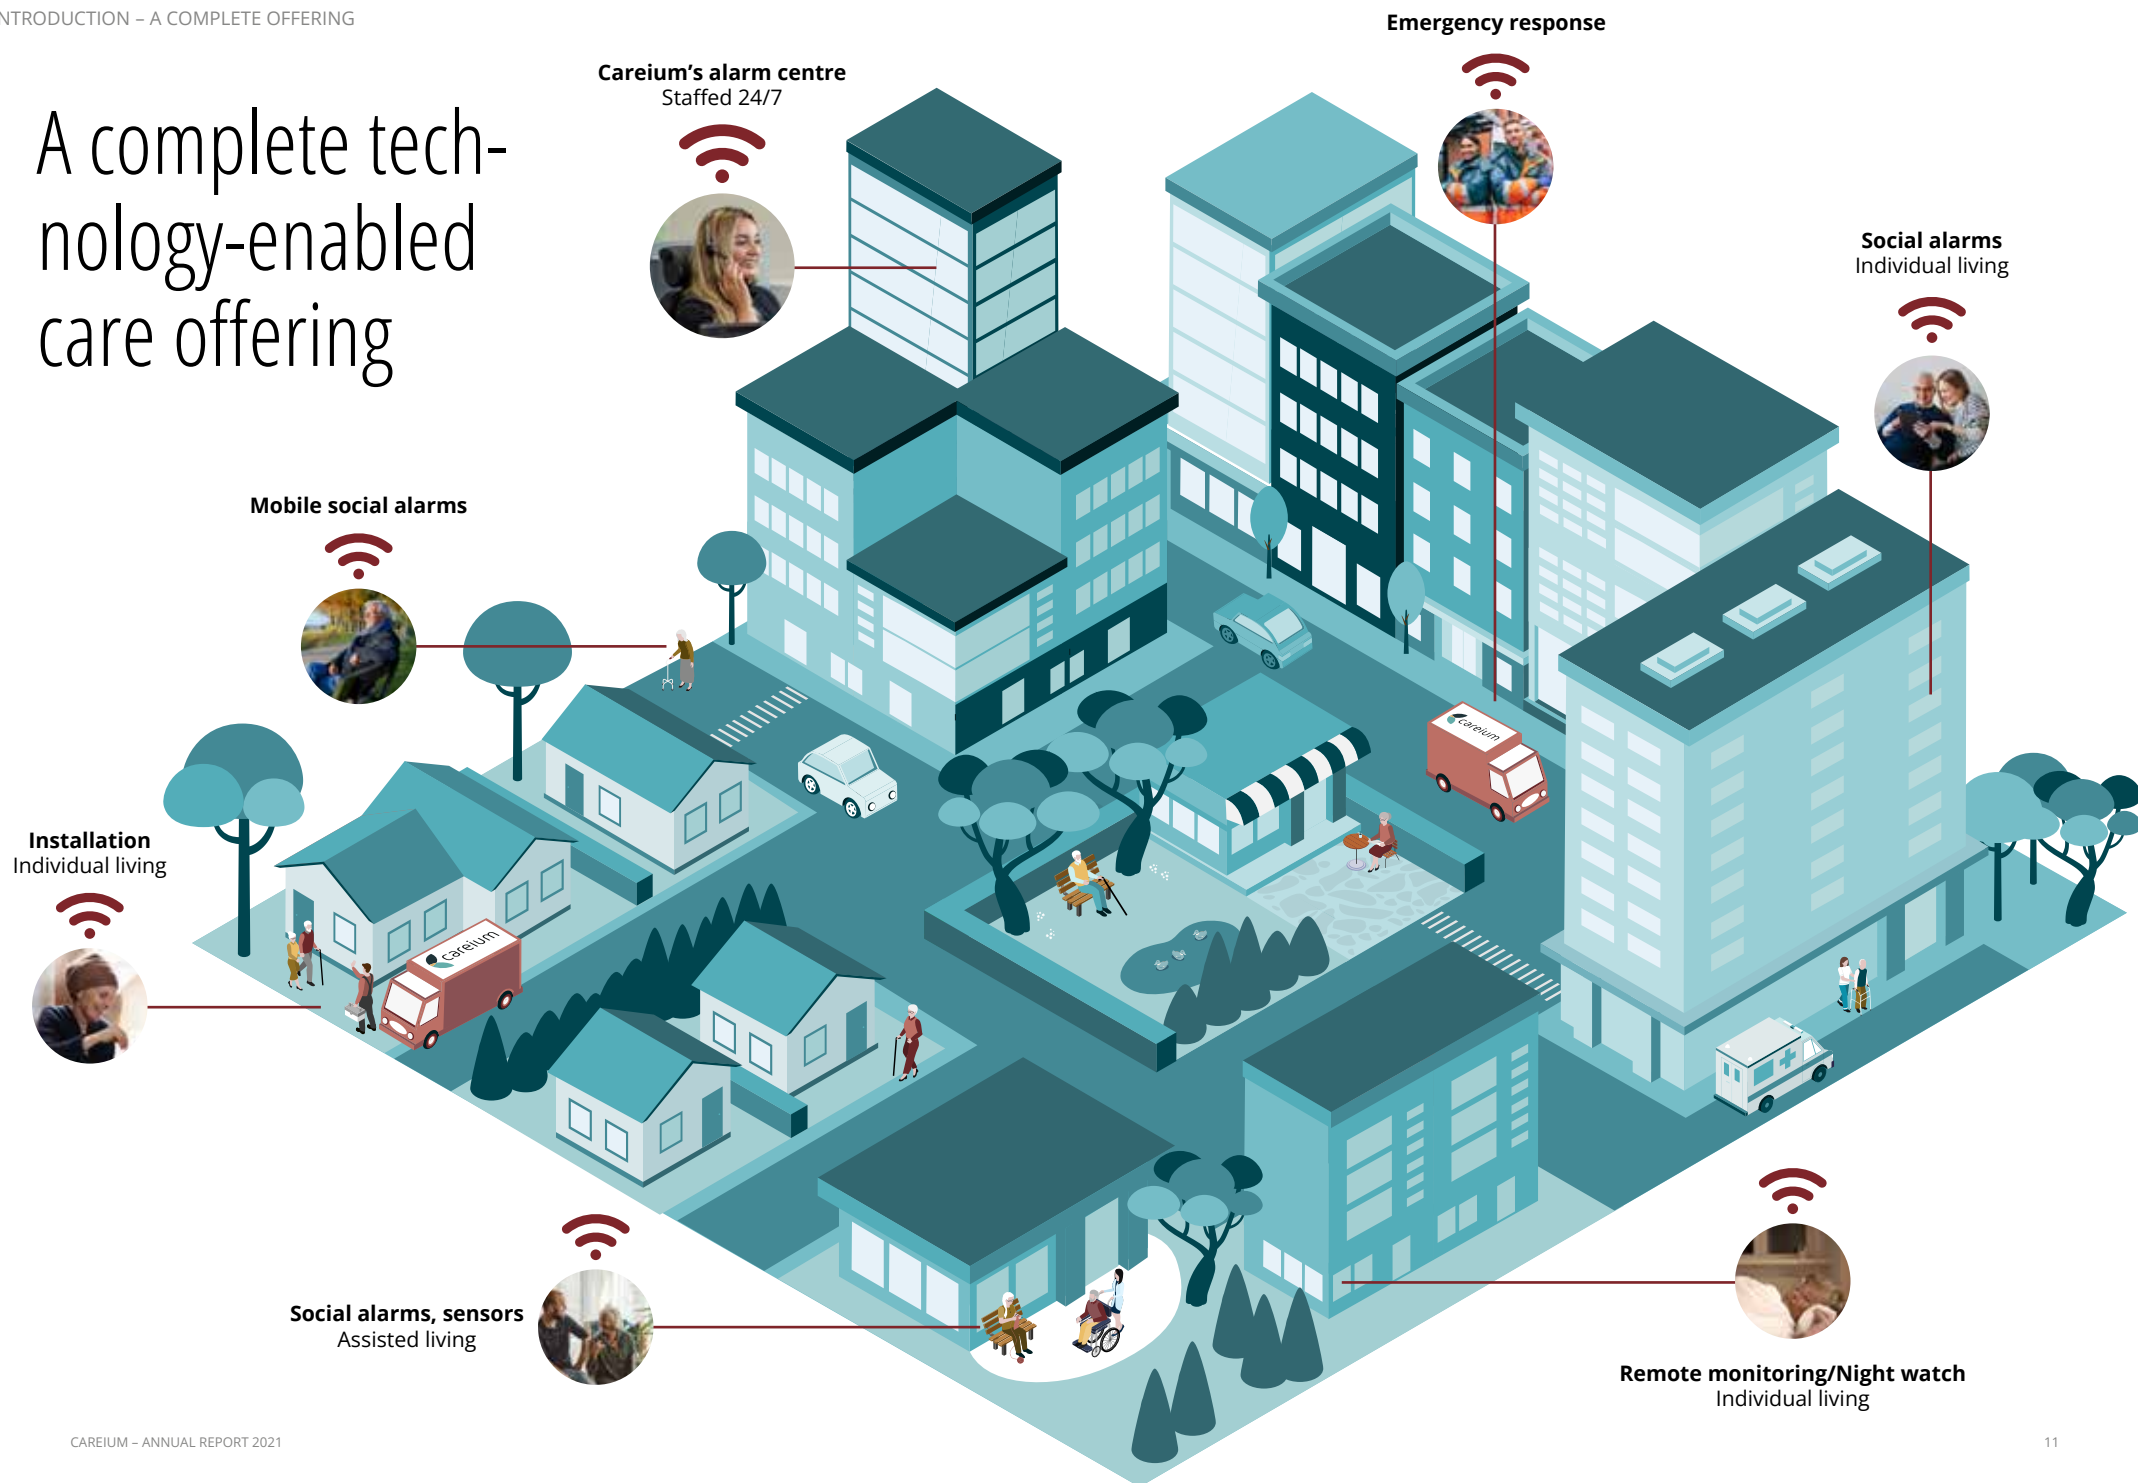 INTRODUCTION – A COMPLETE OFFERING
A complete tech-
nology-enabled
care offering
Careium’s alarm centre
Staffed 24/7
Emergency response
Social alarms
Individual living
Mobile social alarms
Installation
Individual living
careium
careium
Social alarms, sensors
Assisted living
Remote monitoring/Night watch
Individual living
CAREIUM – ANNUAL REPORT 2021
11